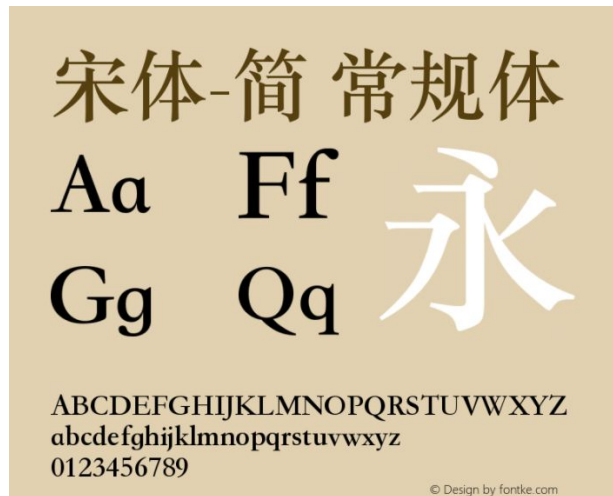 宋体-简 常规体
Aa Ff 永
Gg Qq
ABCDEFGHIJKLMNOPQRSTUVWXYZ
abcdefghijklmnopqrstuvwxyz
0123456789
© Design by fontke.com